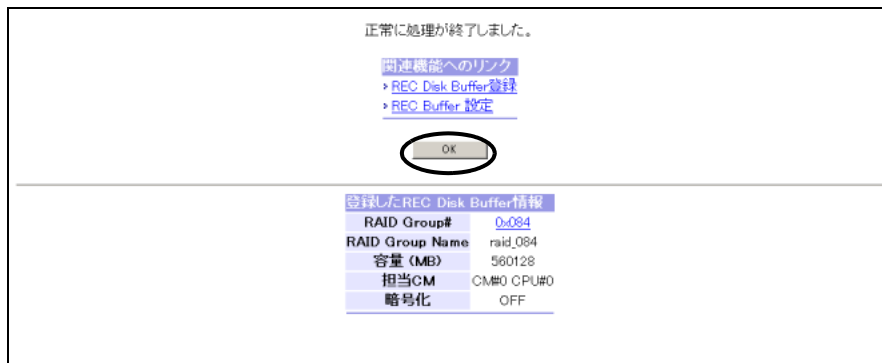 正常に処理が終了しました。
関連機能へのリンク
REC Disk Buffer登録
REC Buffer 設定
OK
登録したREC Disk Buffer情報
RAID Group# 0x084
RAID Group Name raid_084
容量 (MB) 560128
担当CM CM#0 CPU#0
暗号化 OFF